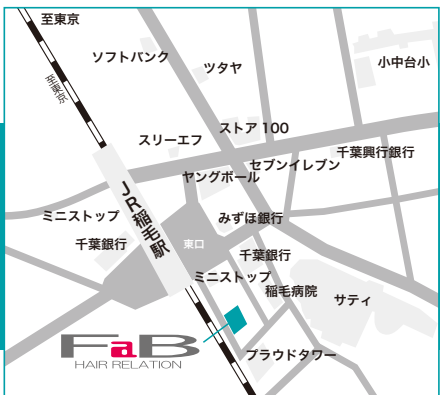 至東京
ソフトバンク
ツタヤ
小中台小
至東京
スリーエフ
ストア 100
セブンイレブン
千葉興行銀行
ヤングボール
JR稲毛駅
ミニストップ
千葉銀行
東口
みずほ銀行
千葉銀行
ミニストップ
稲毛病院
サティ
FaB
HAIR RELATION
プラウドタワー